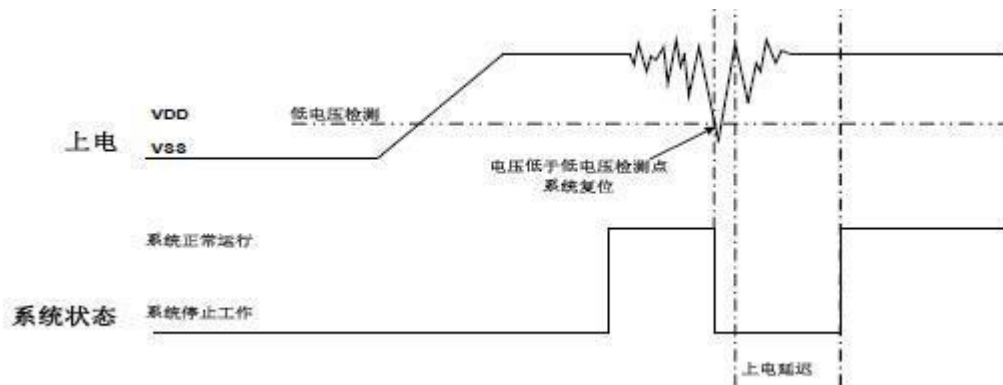 VDD
低电压检测
上电
VSS
电压低于低电压检测点
系统复位
系统正常运行
系统状态
系统停止工作
上电延迟